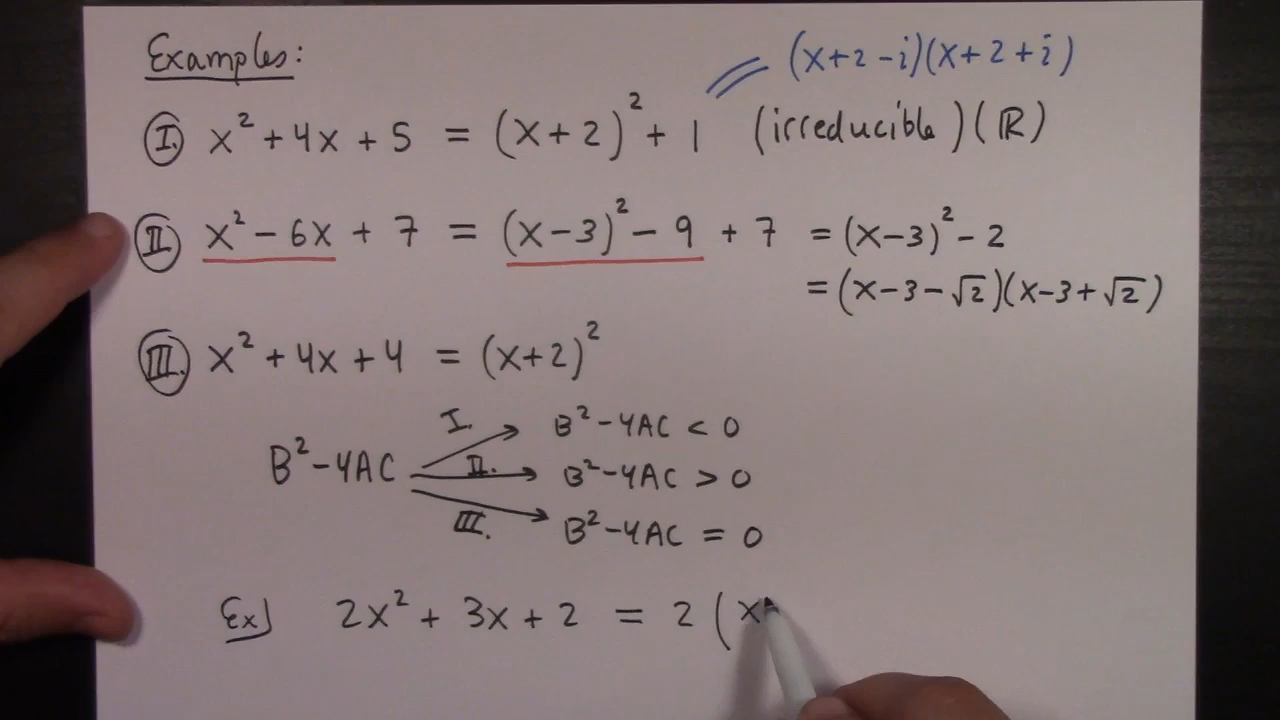 Examples:
(x+2-i)(x+2+i)
I. x² + 4x + 5 = (x+2)² + 1 (irreducible) (ℝ)
II. x² - 6x + 7 = (x-3)² - 9 + 7 = (x-3)² - 2
= (x-3-√2)(x-3+√2)
III. x² + 4x + 4 = (x+2)²
I. B²-4AC < 0
B²-4AC II. B²-4AC > 0
III. B²-4AC = 0
Ex) 2x² + 3x + 2 = 2 (x